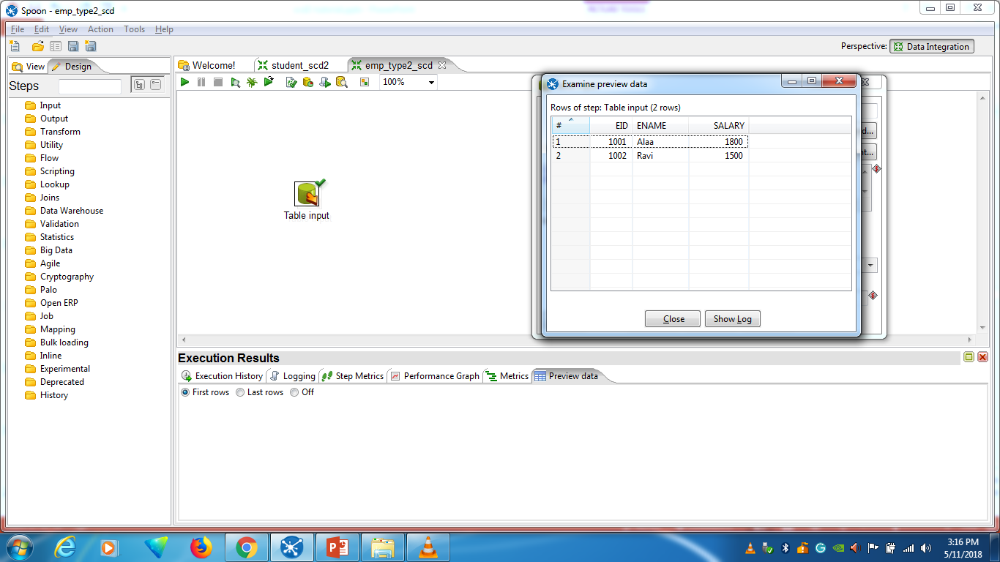 Spoon - emp_type2_scd
File Edit View Action Tools Help
Perspective: Data Integration
View Design
Steps
Input
Output
Transform
Utility
Flow
Scripting
Lookup
Joins
Data Warehouse
Validation
Statistics
Big Data
Agile
Cryptography
Palo
Open ERP
Job
Mapping
Bulk loading
Inline
Experimental
Deprecated
History
Welcome! student_scd2 emp_type2_scd
100%
Table input
Examine preview data
Rows of step: Table input (2 rows)
# EID ENAME SALARY
1 1001 Alaa 1800
2 1002 Ravi 1500
Close Show Log
d...
nt...
Execution Results
Execution History Logging Step Metrics Performance Graph Metrics Preview data
First rows Last rows Off
3:16 PM
5/11/2018